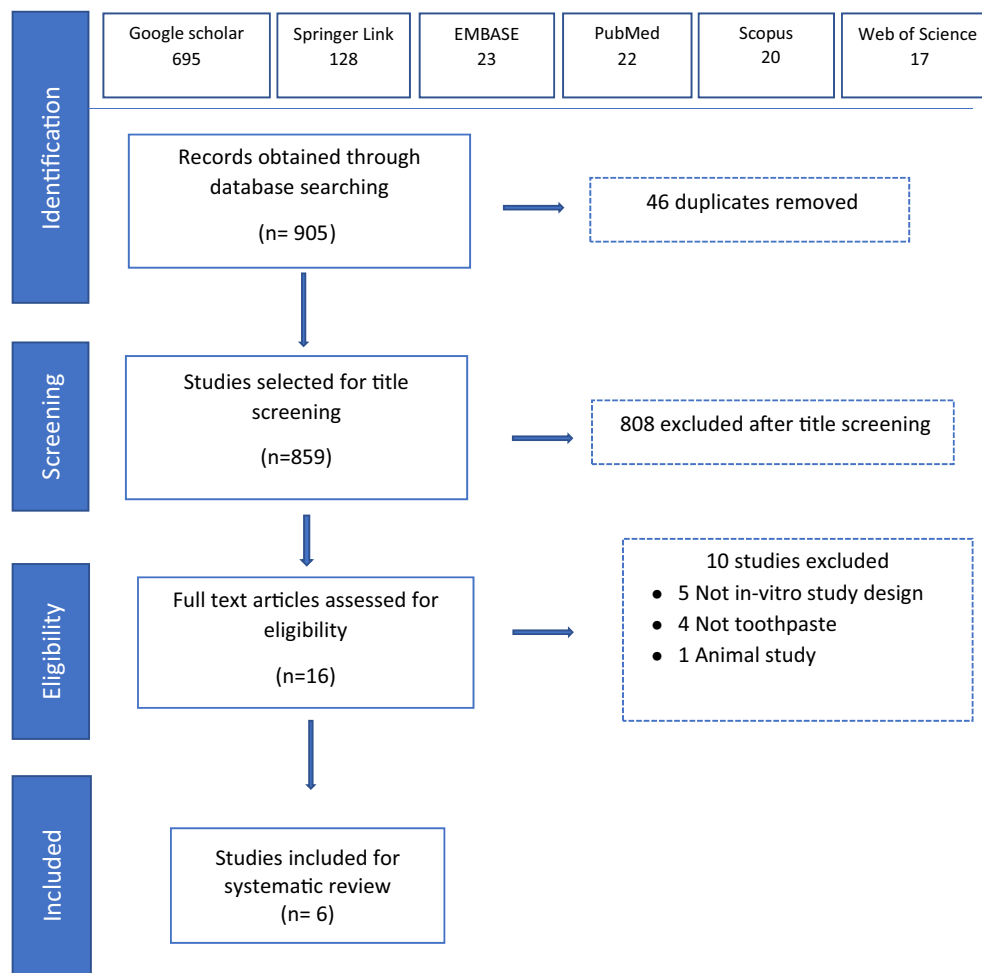 Google scholar
695
Springer Link
128
EMBASE
23
PubMed
22
Scopus
20
Web of Science
17
Identification
Records obtained through
database searching
(n= 905)
46 duplicates removed
Screening
Studies selected for title
screening
(n=859)
808 excluded after title screening
Eligibility
Full text articles assessed for
eligibility
(n=16)
10 studies excluded
● 5 Not in-vitro study design
● 4 Not toothpaste
● 1 Animal study
Included
Studies included for
systematic review
(n= 6)